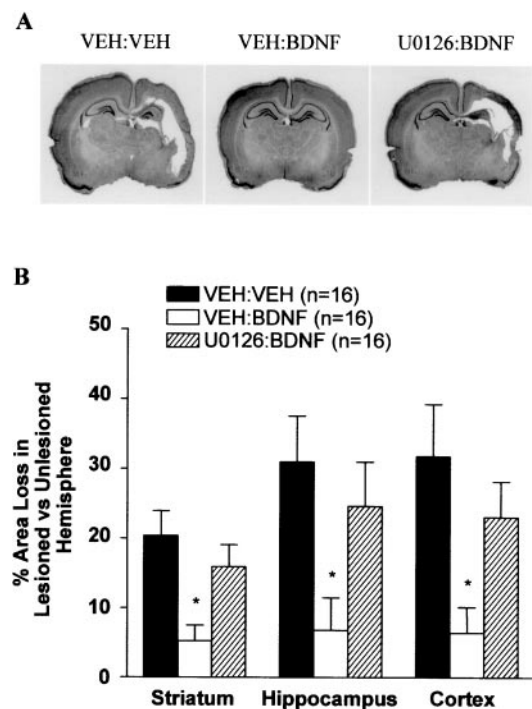 A
VEH:VEH VEH:BDNF U0126:BDNF
B
VEH:VEH (n=16)
VEH:BDNF (n=16)
U0126:BDNF (n=16)
% Area Loss in
Lesioned vs Unlesioned
Hemisphere
50
40
30
20
10
0
* * *
Striatum Hippocampus Cortex